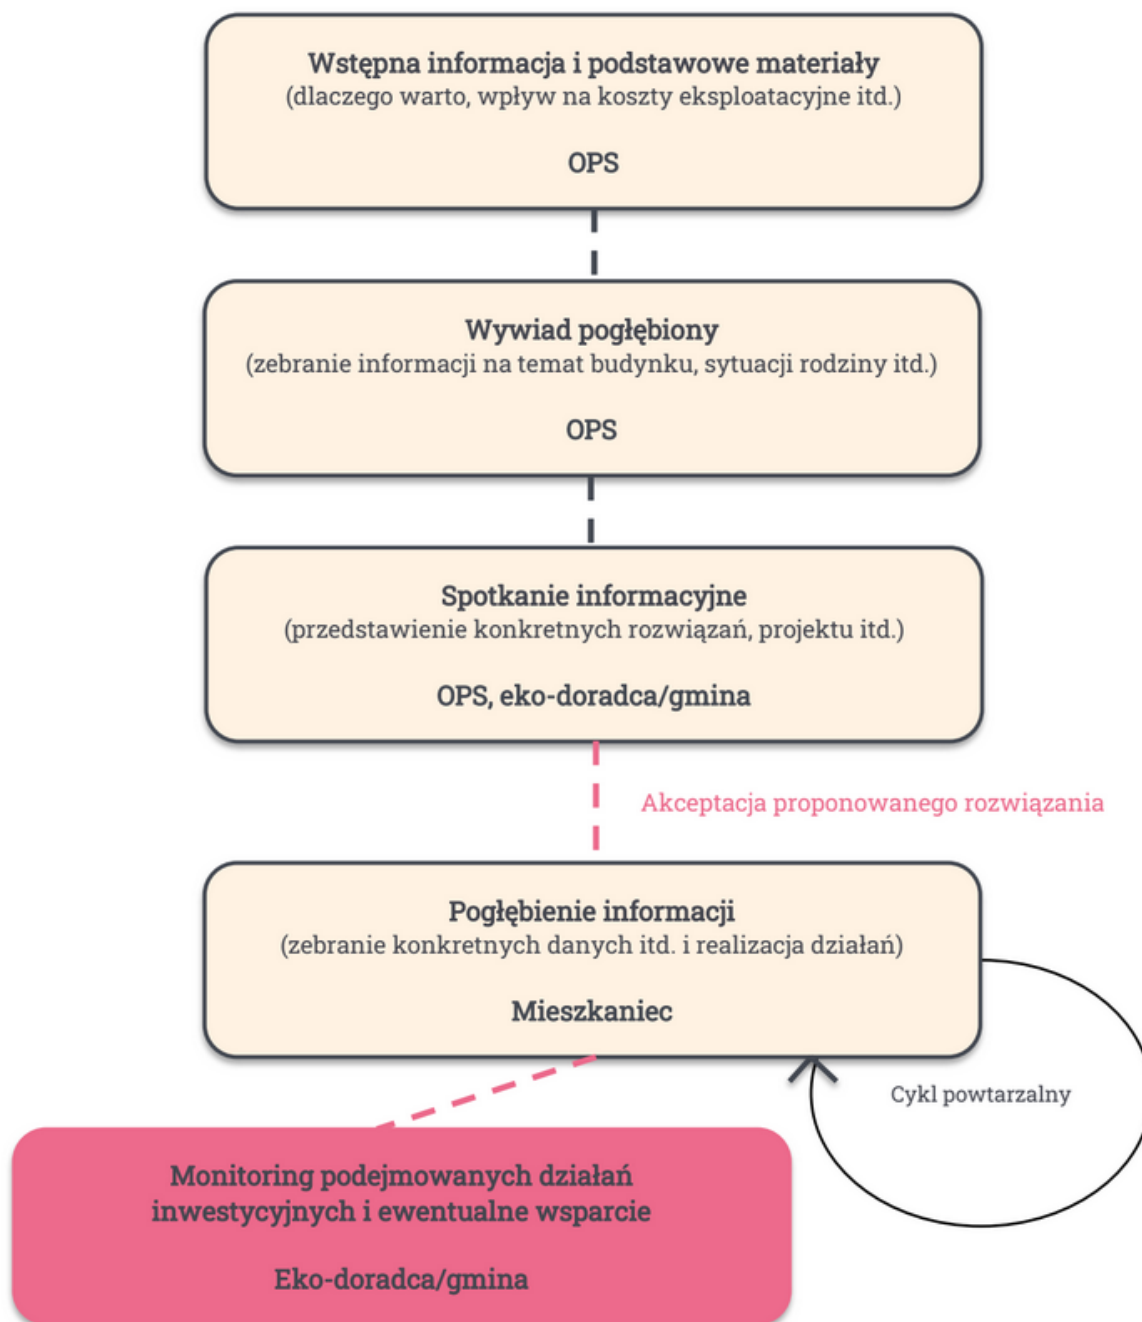 Wstępna informacja i podstawowe materiały
(dlaczego warto, wpływ na koszty eksploatacyjne itd.)
OPS
Wywiad pogłębiony
(zebranie informacji na temat budynku, sytuacji rodziny itd.)
OPS
Spotkanie informacyjne
(przedstawienie konkretnych rozwiązań, projektu itd.)
OPS, eko-doradca/gmina
Akceptacja proponowanego rozwiązania
Pogłębienie informacji
(zebranie konkretnych danych itd. i realizacja działań)
Mieszkaniec
Cykl powtarzalny
Monitoring podejmowanych działań
inwestycyjnych i ewentualne wsparcie
Eko-doradca/gmina